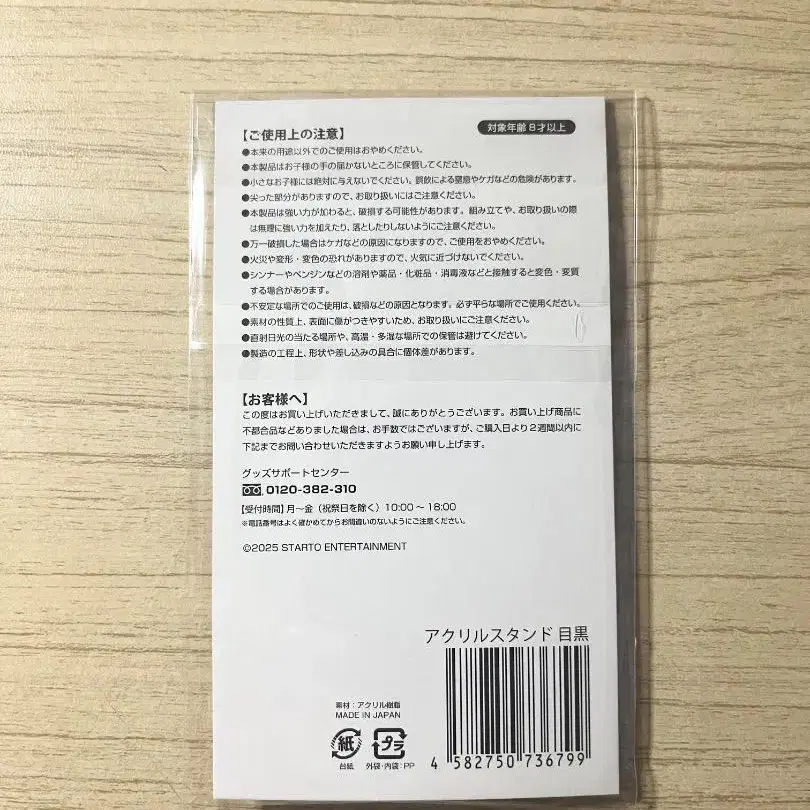 【ご使用上の注意】
対象年齢8才以上
●本来の用途以外でのご使用はおやめください。
●本製品はお子様の手の届かないところに保管してください。
●小さなお子様には絶対に与えないでください。誤飲による窒息やケガなどの危険があります。
●尖った部分がありますので、お取り扱いにはご注意ください。
●本製品は強い力が加わると、破損する可能性があります。組み立てや、お取り扱いの際
は無理に強い力を加えたり、落としたりしないようにご注意ください。
●万一破損した場合はケガなどの原因になりますので、ご使用をおやめください。
●火災や変形・変色の恐れがありますので、火気に近づけないでください。
●シンナーやベンジンなどの溶剤や薬品・化粧品・消毒液などと接触すると変色・変質
する場合があります。
●不安定な場所でのご使用は、破損などの原因となります。必ず平らな場所でご使用ください。
●素材の性質上、表面に傷がつきやすいため、お取り扱いにご注意ください。
●直射日光の当たる場所や、高温・多湿な場所での保管は避けてください。
●製造の工程上、形状や差し込みの具合に個体差があります。
【お客様へ】
この度はお買い上げいただきまして、誠にありがとうございます。お買い上げ商品に
不都合品などありました場合は、お手数ではございますが、ご購入日より2週間以内に
下記までお問い合わせいただきますようお願い申し上げます。
グッズサポートセンター
0120-382-310
【受付時間】月〜金（祝祭日を除く）10:00〜18:00
※電話番号はよく確かめてからお間違いのないようにご注意ください。
©2025 STARTO ENTERTAINMENT
アクリルスタンド 目黒
素材：アクリル樹脂
MADE IN JAPAN
紙
プラ
台紙
外袋・内袋：PP
4 582750 736799